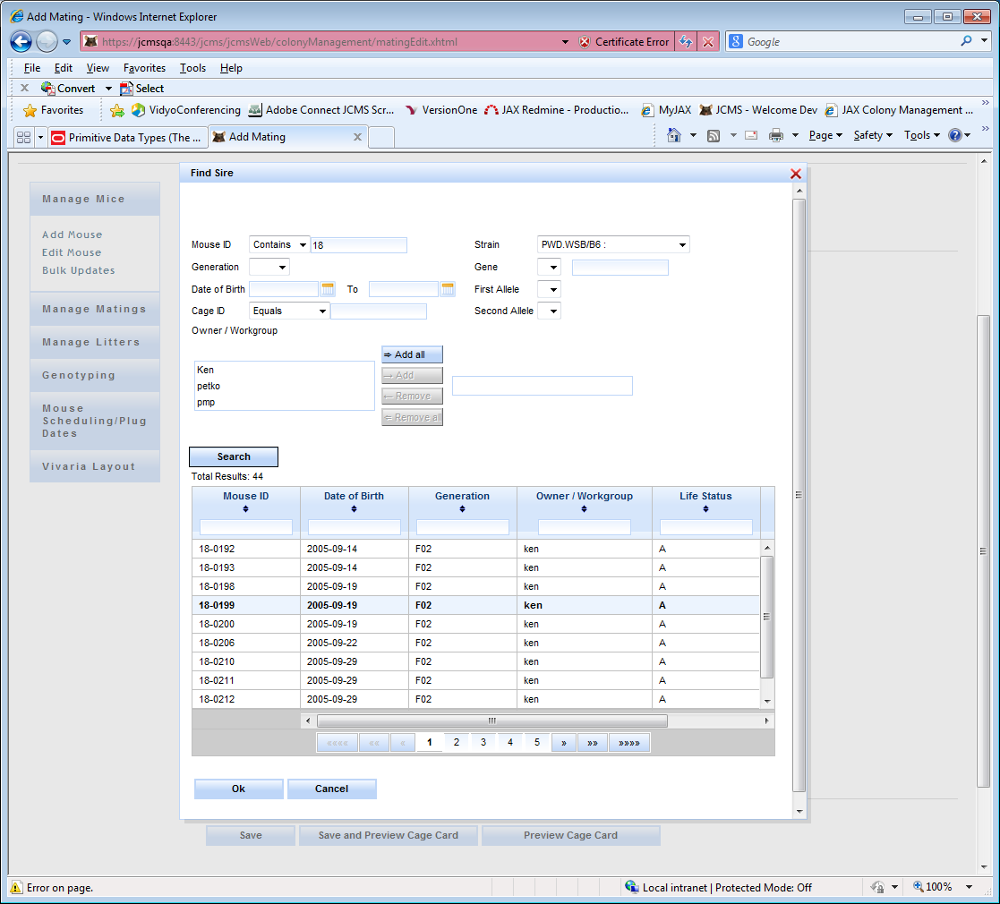 Add Mating - Windows Internet Explorer
https://jcmsqa:8443/jcms/jcmsWeb/colonyManagement/matingEdit.xhtml Certificate Error Google
File Edit View Favorites Tools Help
x Convert Select
Favorites VidyoConferencing Adobe Connect JCMS Scr... VersionOne JAX Redmine - Productio... MyJAX JCMS - Welcome Dev JAX Colony Management ... »
Primitive Data Types (The ... Add Mating x Page Safety Tools »
Find Sire
Manage Mice
Add Mouse
Edit Mouse
Bulk Updates
Manage Matings
Manage Litters
Genotyping
Mouse
Scheduling/Plug
Dates
Vivaria Layout
Mouse ID Contains 18 Strain PWD.WSB/B6 :
Generation Gene
Date of Birth To First Allele
Cage ID Equals Second Allele
Owner / Workgroup
Ken
petko
pmp
⇒ Add all
→ Add
← Remove
⇐ Remove all
Search
Total Results: 44
Mouse ID Date of Birth Generation Owner / Workgroup Life Status
18-0192 2005-09-14 F02 ken A
18-0193 2005-09-14 F02 ken A
18-0198 2005-09-19 F02 ken A
18-0199 2005-09-19 F02 ken A
18-0200 2005-09-19 F02 ken A
18-0206 2005-09-22 F02 ken A
18-0210 2005-09-29 F02 ken A
18-0211 2005-09-29 F02 ken A
18-0212 2005-09-29 F02 ken A
«««« «« « 1 2 3 4 5 » »» »»»»
Ok Cancel
Save Save and Preview Cage Card Preview Cage Card
Error on page. Local intranet | Protected Mode: Off 100%